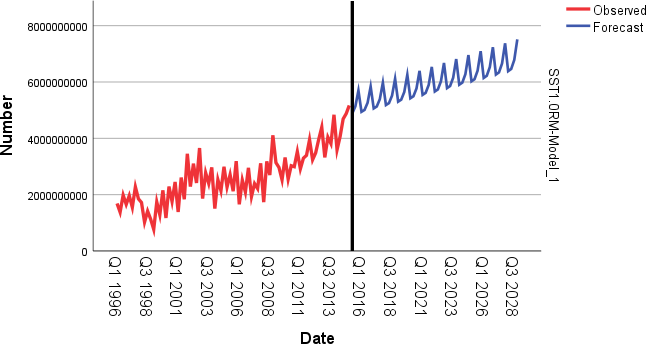 Observed
Forecast
8000000000
6000000000
4000000000
2000000000
0
Number
SST1.0RM-Model_1
Q1 1996
Q3 1998
Q1 2001
Q3 2003
Q1 2006
Q3 2008
Q1 2011
Q3 2013
Q1 2016
Q3 2018
Q1 2021
Q3 2023
Q1 2026
Q3 2028
Date